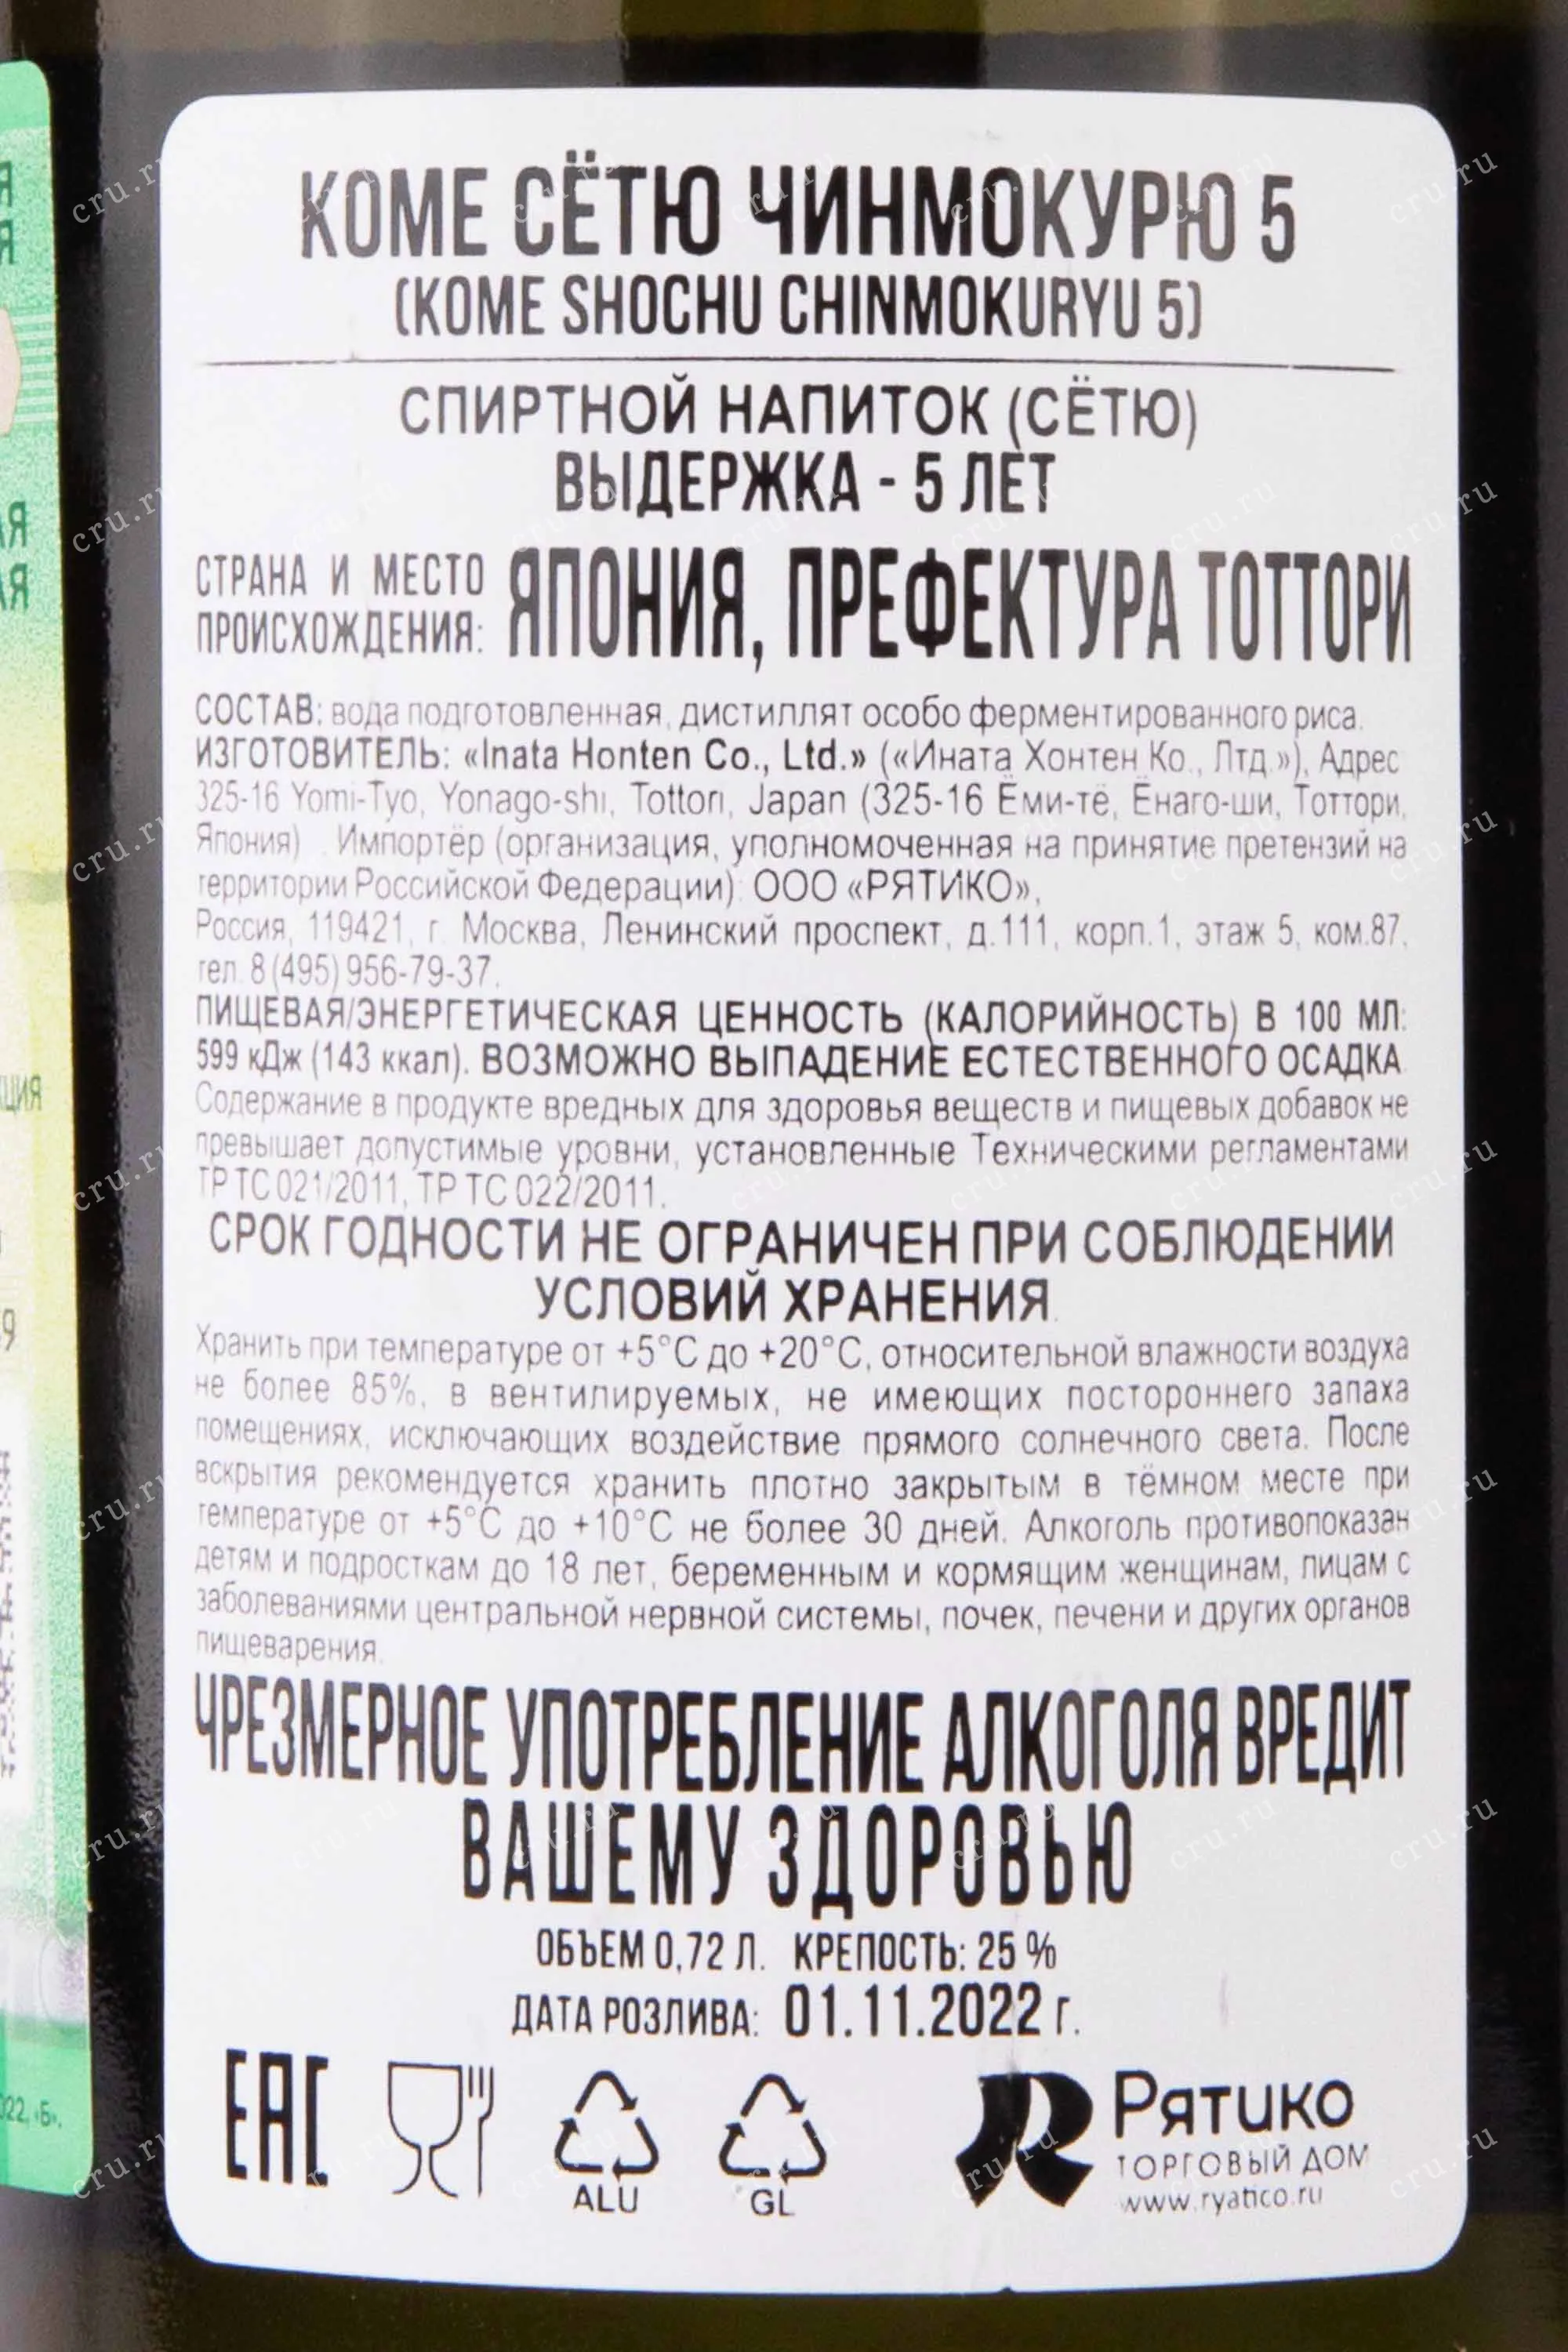 КОМЕ СЁТЮ ЧИНМОКУРЮ 5
(KOME SHOCHU CHINMOKURYU 5)
СПИРТНОЙ НАПИТОК (СЁТЮ)
ВЫДЕРЖКА - 5 ЛЕТ
СТРАНА И МЕСТО
ПРОИСХОЖДЕНИЯ: ЯПОНИЯ, ПРЕФЕКТУРА ТОТТОРИ
СОСТАВ: вода подготовленная, дистиллят особо ферментированного риса.
ИЗГОТОВИТЕЛЬ: «Inata Honten Co., Ltd.» («Ината Хонтен Ко., Лтд.»), Адрес
325-16 Yomi-Tyo, Yonago-shi, Tottori, Japan (325-16 Ёми-тё, Ёнаго-ши, Тоттори,
Япония) . Импортёр (организация, уполномоченная на принятие претензий на
территории Российской Федерации): ООО «РЯТИКО»,
Россия, 119421, г. Москва, Ленинский проспект, д.111, корп.1, этаж 5, ком.87,
тел. 8 (495) 956-79-37.
ПИЩЕВАЯ/ЭНЕРГЕТИЧЕСКАЯ ЦЕННОСТЬ (КАЛОРИЙНОСТЬ) В 100 МЛ:
599 кДж (143 ккал). ВОЗМОЖНО ВЫПАДЕНИЕ ЕСТЕСТВЕННОГО ОСАДКА.
Содержание в продукте вредных для здоровья веществ и пищевых добавок не
превышает допустимые уровни, установленные Техническими регламентами
ТР ТС 021/2011, ТР ТС 022/2011.
СРОК ГОДНОСТИ НЕ ОГРАНИЧЕН ПРИ СОБЛЮДЕНИИ
УСЛОВИЙ ХРАНЕНИЯ.
Хранить при температуре от +5°С до +20°С, относительной влажности воздуха
не более 85%, в вентилируемых, не имеющих постороннего запаха
помещениях, исключающих воздействие прямого солнечного света. После
вскрытия рекомендуется хранить плотно закрытым в тёмном месте при
температуре от +5°С до +10°С не более 30 дней. Алкоголь противопоказан
детям и подросткам до 18 лет, беременным и кормящим женщинам, лицам с
заболеваниями центральной нервной системы, почек, печени и других органов
пищеварения.
ЧРЕЗМЕРНОЕ УПОТРЕБЛЕНИЕ АЛКОГОЛЯ ВРЕДИТ
ВАШЕМУ ЗДОРОВЬЮ
ОБЪЕМ 0,72 Л. КРЕПОСТЬ: 25 %
ДАТА РОЗЛИВА: 01.11.2022 г.
ЕАС
ALU
GL
Рятико
ТОРГОВЫЙ ДОМ
www.ryatico.ru
cru.ru